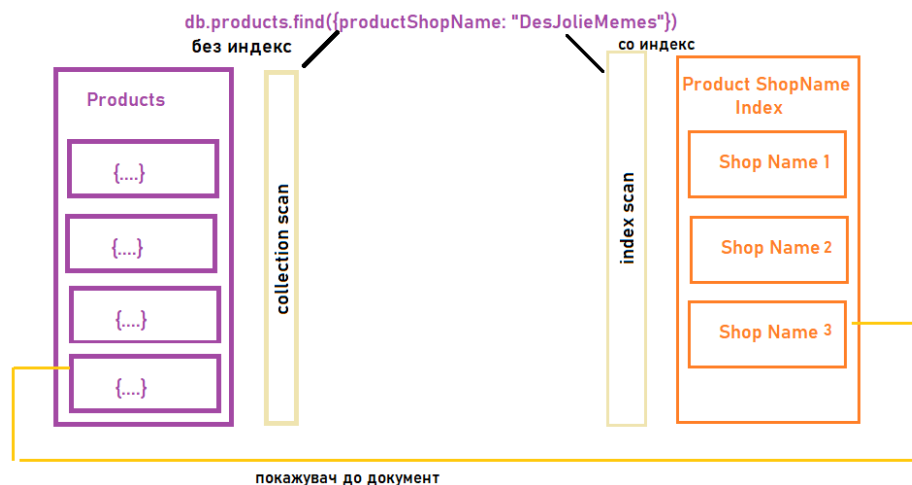 db.products.find({productShopName: "DesJolieMemes"})
без индекс
со индекс
Products
{....}
{....}
{....}
{....}
collection scan
index scan
Product ShopName
Index
Shop Name 1
Shop Name 2
Shop Name 3
покажувач до документ